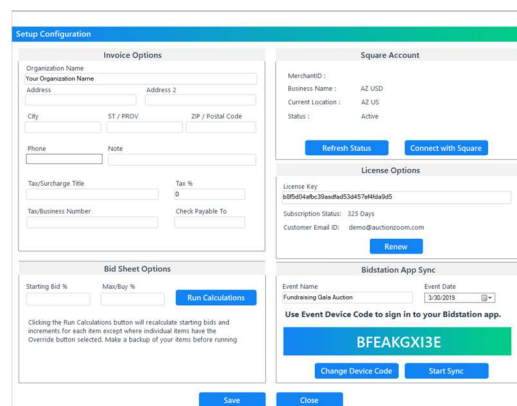 Setup Configuration
Invoice Options
Organization Name
Your Organization Name
Address
Address 2
City
ST / PROV
ZIP / Postal Code
Phone
Note
Tax/Surcharge Title
Tax %
0
Tax/Business Number
Check Payable To
Square Account
MerchantID :
Business Name : AZ USD
Current Location : AZ US
Status : Active
Refresh Status
Connect with Square
License Options
License Key
Subscription Status: 325 Days
Customer Email ID: demo@auctionzoom.com
Renew
Bid Sheet Options
Starting Bid %
Max/Buy %
Run Calculations
Clicking the Run Calculations button will recalculate starting bids and
increments for each item except where individual items have the
Override button selected. Make a backup of your items before running
Bidstation App Sync
Event Name
Event Date
Fundraising Gala Auction
3/30/2019
Use Event Device Code to sign in to your Bidstation app.
BFEAKGXI3E
Change Device Code
Start Sync
Save
Close